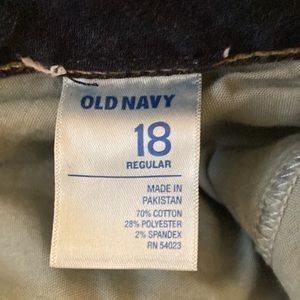 OLD NAVY
18
REGULAR
MADE IN
PAKISTAN
70% COTTON
28% POLYESTER
2% SPANDEX
RN 54023